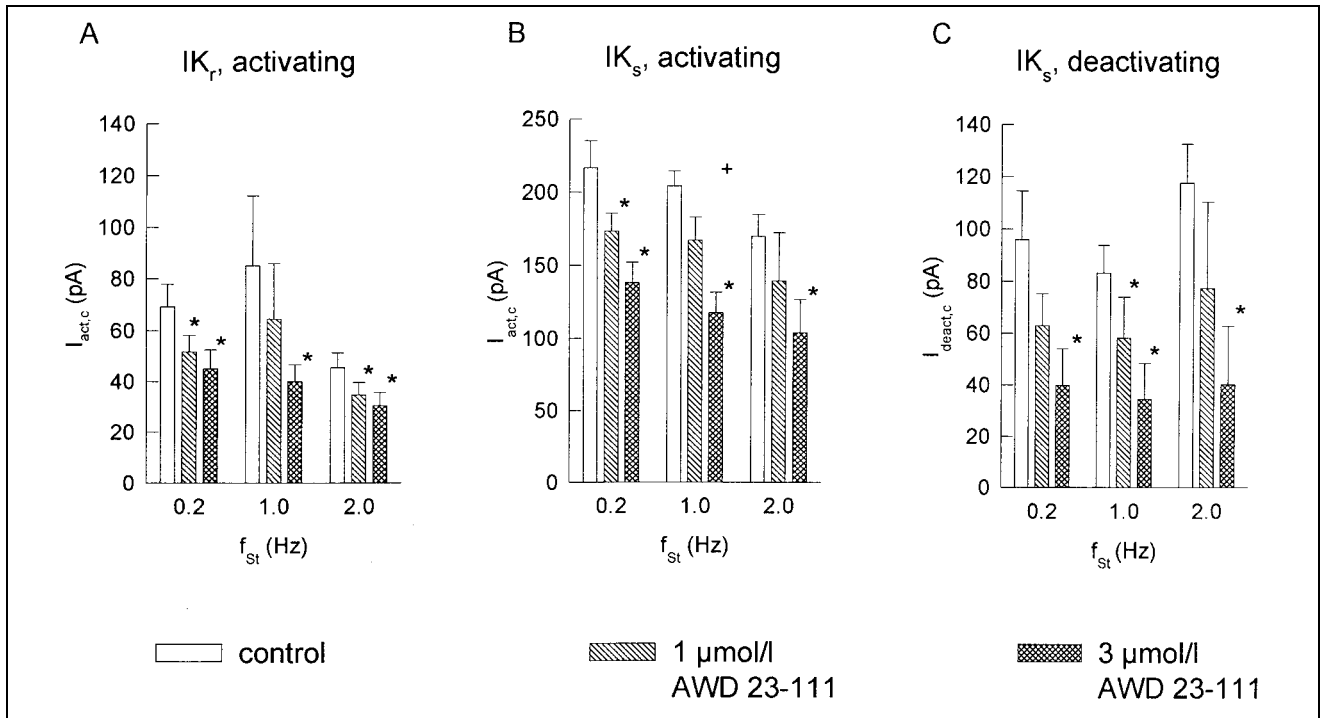 A
IKr, activating
140
120
100
80
60
40
20
0
Iact,c (pA)
*
*
*
*
*
0.2 1.0 2.0
fSt (Hz)
B
IKs, activating
250
200
150
100
50
0
Iact,c (pA)
*
*
+
*
*
0.2 1.0 2.0
fSt (Hz)
C
IKs, deactivating
140
120
100
80
60
40
20
0
Ideact,c (pA)
*
*
*
*
0.2 1.0 2.0
fSt (Hz)
control
1 µmol/l
AWD 23-111
3 µmol/l
AWD 23-111